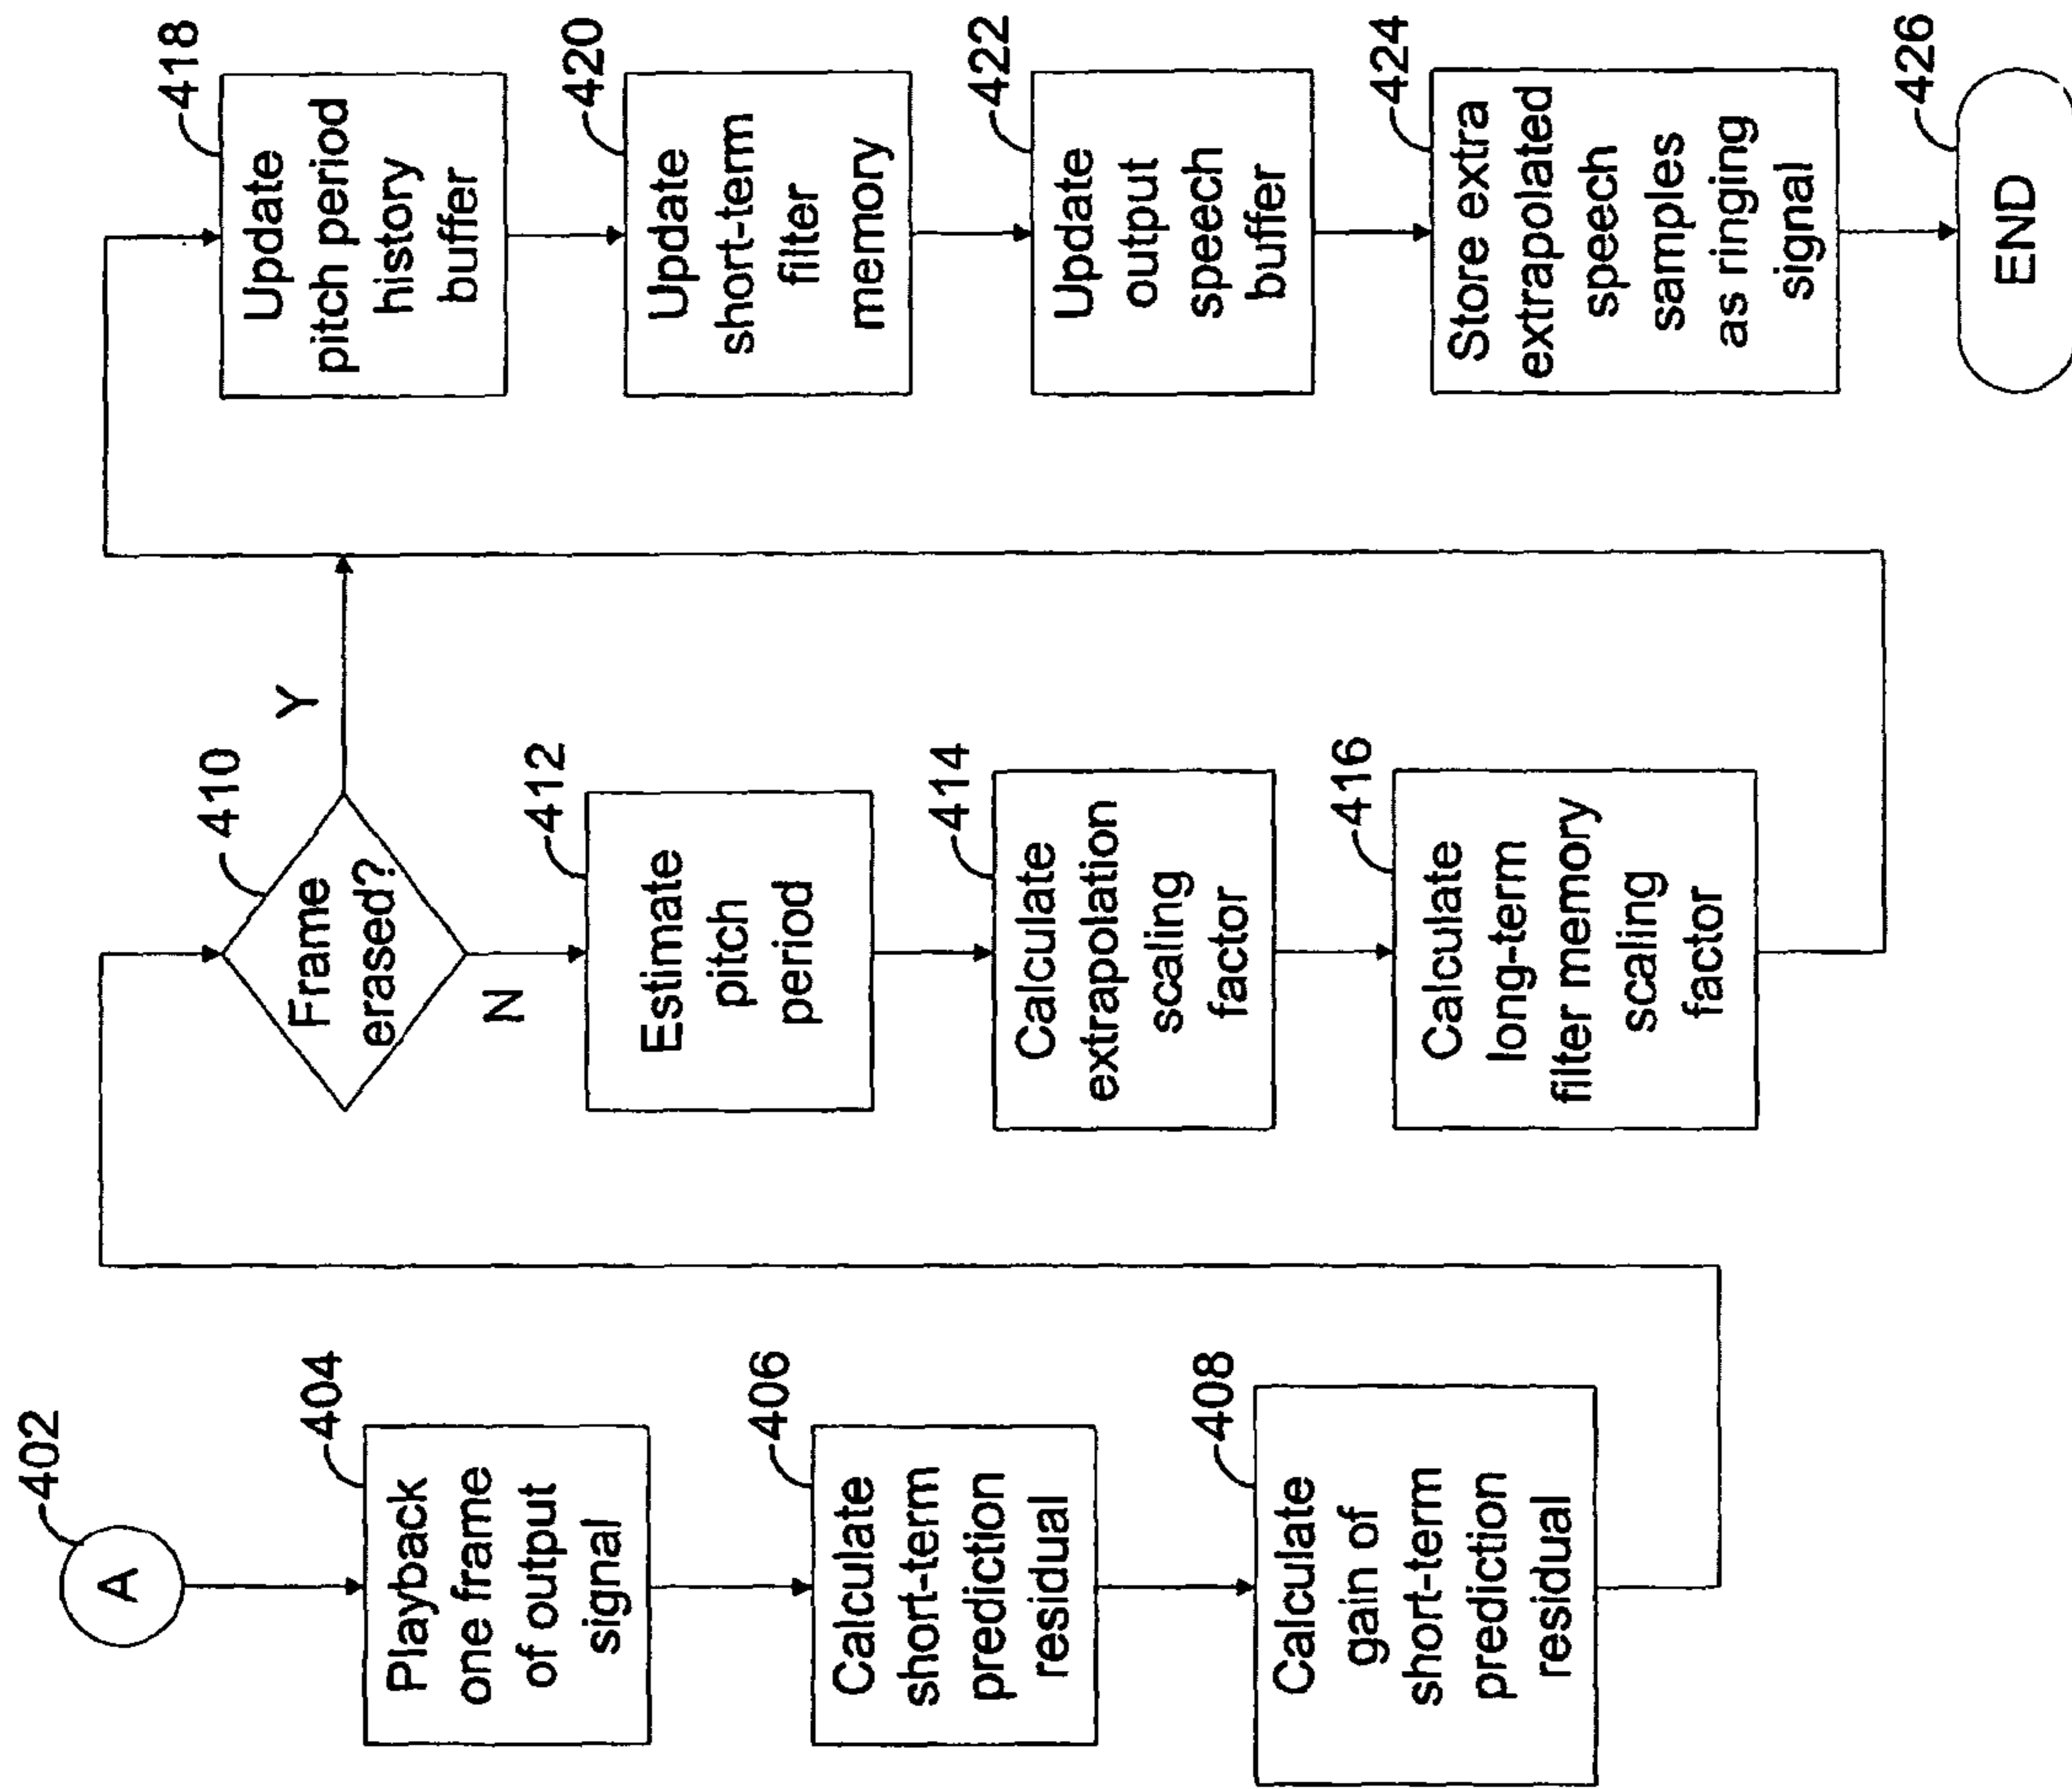 402
A
404
Playback
one frame
of output
signal
406
Calculate
short-term
prediction
residual
408
Calculate
gain of
short-term
prediction
residual
410
Frame
erased?
Y
N
412
Estimate
pitch
period
414
Calculate
extrapolation
scaling
factor
416
Calculate
long-term
filter memory
scaling
factor
418
Update
pitch period
history
buffer
420
Update
short-term
filter
memory
422
Update
output
speech
buffer
424
Store extra
extrapolated
speech
samples
as ringing
signal
426
END